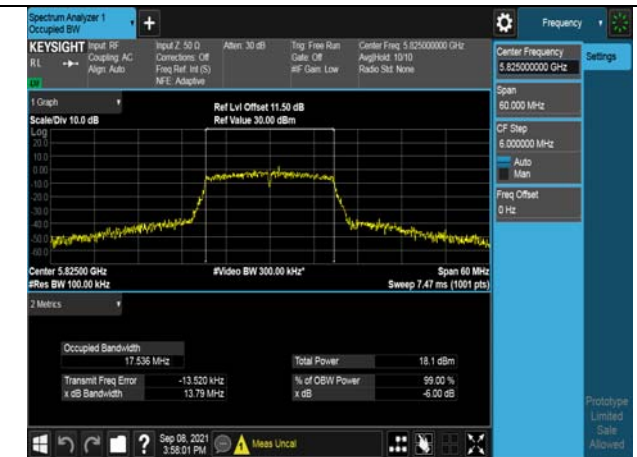 Spectrum Analyzer 1
Occupied BW
+
Frequency
KEYSIGHT
RL
Input: RF
Coupling: AC
Align: Auto
Input Z: 50 Ω
Corrections: Off
Freq Ref: Int (S)
NFE: Adaptive
Atten: 30 dB
Trig: Free Run
Gate: Off
#IF Gain: Low
Center Freq: 5.825000000 GHz
Avg|Hold: 10/10
Radio Std: None
Center Frequency
5.825000000 GHz
Settings
Span
60.000 MHz
CF Step
6.000000 MHz
Auto
Man
Freq Offset
0 Hz
1 Graph
Scale/Div 10.0 dB
Ref Lvl Offset 11.50 dB
Ref Value 30.00 dBm
Log
20.0
10.0
0.00
-10.0
-20.0
-30.0
-40.0
-50.0
-60.0
Center 5.82500 GHz
#Res BW 100.00 kHz
#Video BW 300.00 kHz*
Span 60 MHz
Sweep 7.47 ms (1001 pts)
2 Metrics
Occupied Bandwidth
17.536 MHz
Transmit Freq Error -13.520 kHz
x dB Bandwidth 13.79 MHz
Total Power 18.1 dBm
% of OBW Power 99.00 %
x dB -6.00 dB
Prototype
Limited
Sale
Allowed
?
Sep 08, 2021
3:58:01 PM
Meas Uncal